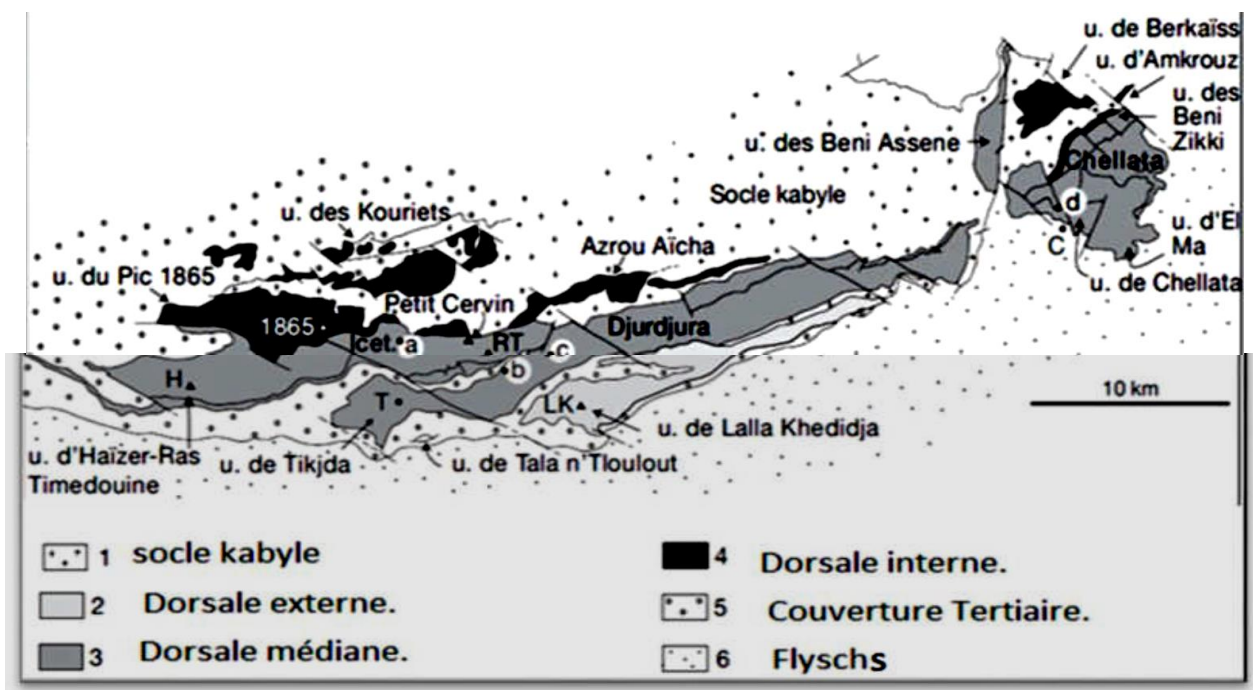 u. de Berkaïss
u. d'Amkrouz
u. des
Beni
Zikki
u. des Beni Assene
Chellata
Socle kabyle
d
u. des Kouriets
u. d'El
Ma
C
Azrou Aïcha
u. du Pic 1865
u. de Chellata
Petit Cervin
1865
Djurdjura
Icet. a
RT
c
b
H
T
LK
10 km
u. de Lalla Khedidja
u. d'Haïzer-Ras
Timedouine
u. de Tikjda
u. de Tala n'Tloulout
1 socle kabyle
2 Dorsale externe.
3 Dorsale médiane.
4 Dorsale interne.
5 Couverture Tertiaire.
6 Flyschs